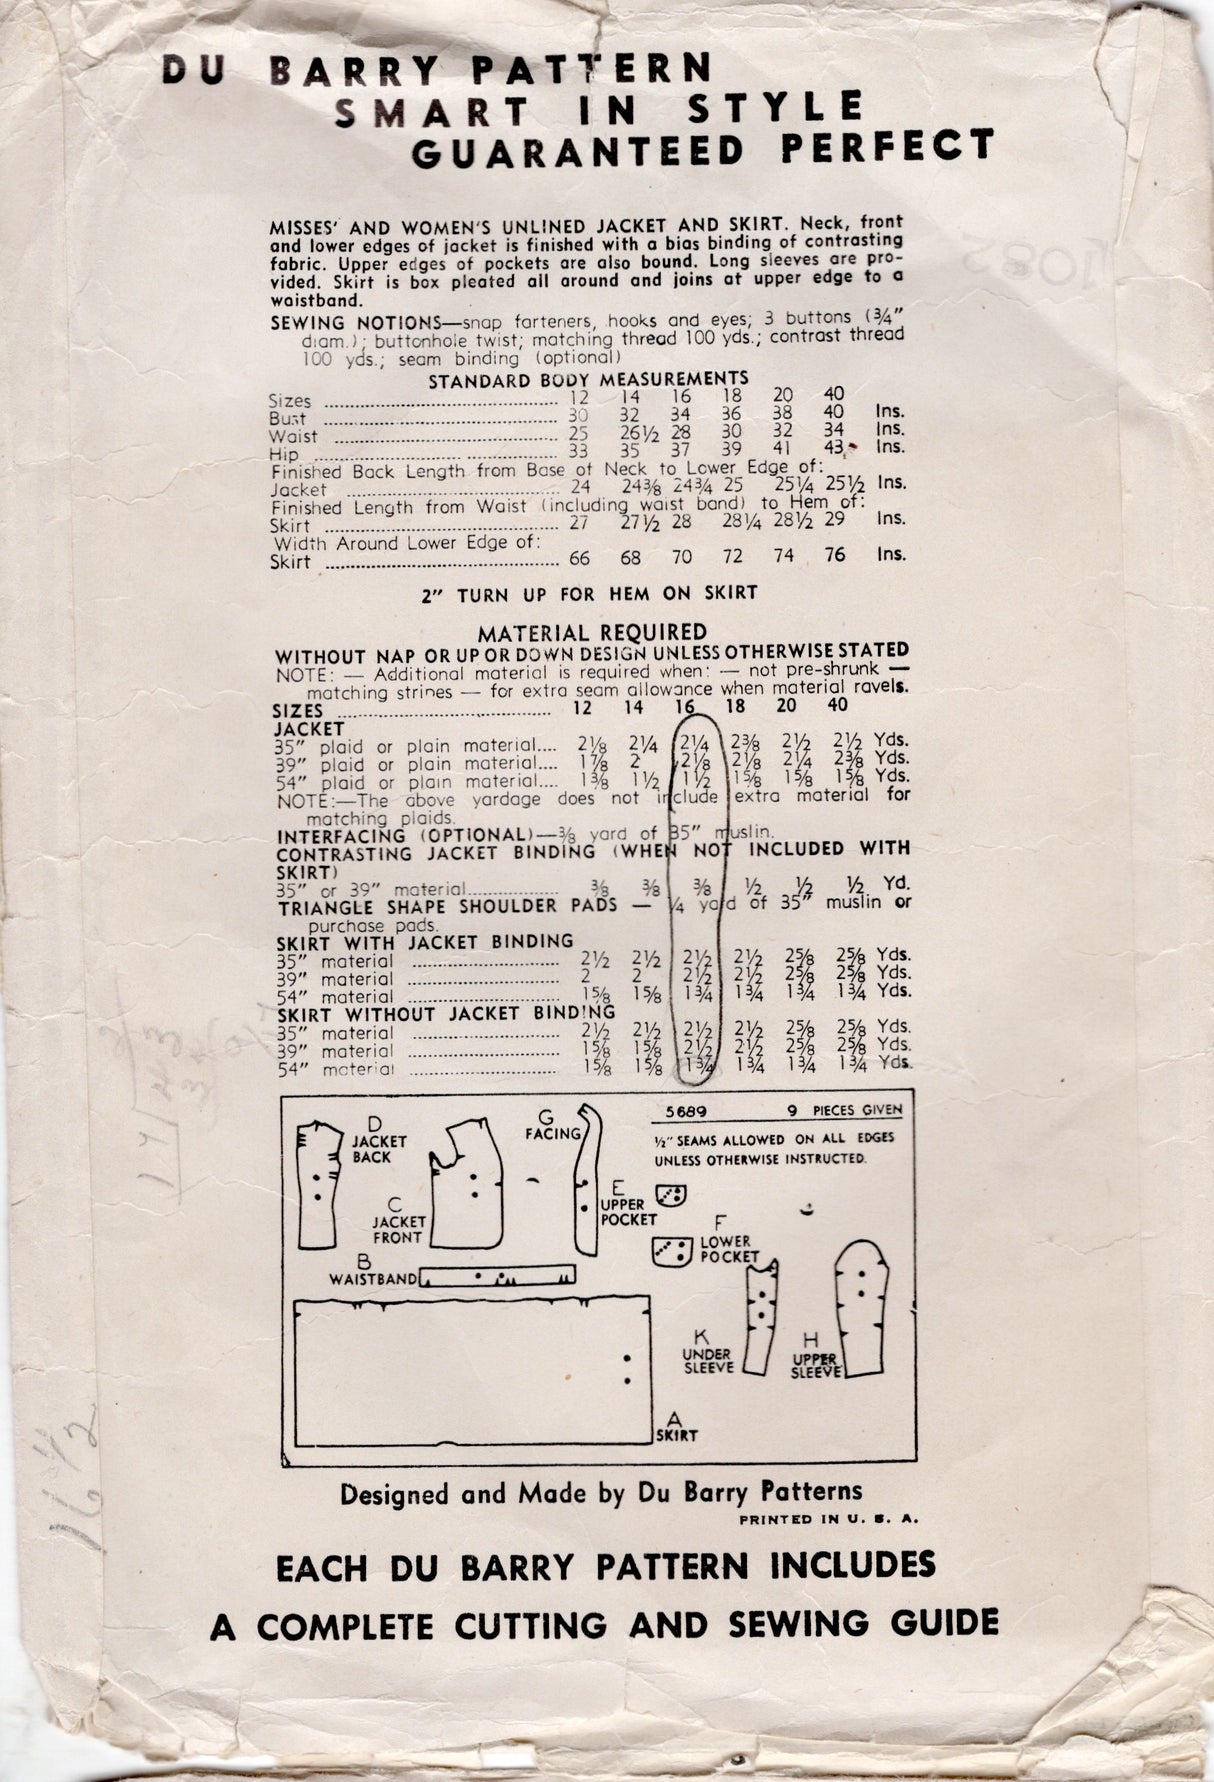 DU BARRY PATTERN
SMART IN STYLE
GUARANTEED PERFECT
MISSES' AND WOMEN'S UNLINED JACKET AND SKIRT. Neck, front
and lower edges of jacket is finished with a bias binding of contrasting
fabric. Upper edges of pockets are also bound. Long sleeves are pro-
vided. Skirt is box pleated all around and joins at upper edge to a
waistband.
SEWING NOTIONS—snap farteners, hooks and eyes; 3 buttons (¾"
diam.); buttonhole twist; matching thread 100 yds.; contrast thread
100 yds.; seam binding (optional)
STANDARD BODY MEASUREMENTS
Sizes 12 14 16 18 20 40
Bust 30 32 34 36 38 40 Ins.
Waist 25 26½ 28 30 32 34 Ins.
Hip 33 35 37 39 41 43 Ins.
Finished Back Length from Base of Neck to Lower Edge of:
Jacket 24 24⅜ 24¾ 25 25¼ 25½ Ins.
Finished Length from Waist (including waist band) to Hem of:
Skirt 27 27½ 28 28¼ 28½ 29 Ins.
Width Around Lower Edge of:
Skirt 66 68 70 72 74 76 Ins.
2" TURN UP FOR HEM ON SKIRT
MATERIAL REQUIRED
WITHOUT NAP OR UP OR DOWN DESIGN UNLESS OTHERWISE STATED
NOTE: — Additional material is required when: — not pre-shrunk —
matching stripes — for extra seam allowance when material ravels.
SIZES 12 14 16 18 20 40
JACKET
35" plaid or plain material.... 2⅛ 2¼ 2¼ 2⅜ 2½ 2½ Yds.
39" plaid or plain material.... 1⅞ 2 2⅛ 2⅛ 2¼ 2⅜ Yds.
54" plaid or plain material.... 1⅜ 1½ 1½ 1⅝ 1⅝ 1⅝ Yds.
NOTE:—The above yardage does not include extra material for
matching plaids.
INTERFACING (OPTIONAL)—⅜ yard of 35" muslin.
CONTRASTING JACKET BINDING (WHEN NOT INCLUDED WITH
SKIRT)
35" or 39" material ⅜ ⅜ ⅜ ½ ½ ½ Yd.
TRIANGLE SHAPE SHOULDER PADS — ¼ yard of 35" muslin or
purchase pads.
SKIRT WITH JACKET BINDING
35" material 2½ 2½ 2½ 2½ 2⅝ 2⅝ Yds.
39" material 2 2 2½ 2½ 2⅝ 2⅝ Yds.
54" material 1⅝ 1⅝ 1¾ 1¾ 1¾ 1¾ Yds.
SKIRT WITHOUT JACKET BINDING
35" material 2½ 2½ 2½ 2½ 2⅝ 2⅝ Yds.
39" material 1⅝ 1⅝ 2½ 2½ 2⅝ 2⅝ Yds.
54" material 1⅝ 1⅝ 1¾ 1¾ 1¾ 1¾ Yds.
5689 9 PIECES GIVEN
½" SEAMS ALLOWED ON ALL EDGES
UNLESS OTHERWISE INSTRUCTED.
D
JACKET
BACK
C
JACKET
FRONT
G
FACING
E
UPPER
POCKET
F
LOWER
POCKET
B
WAISTBAND
K
UNDER
SLEEVE
H
UPPER
SLEEVE
A
SKIRT
Designed and Made by Du Barry Patterns
PRINTED IN U. S. A.
EACH DU BARRY PATTERN INCLUDES
A COMPLETE CUTTING AND SEWING GUIDE